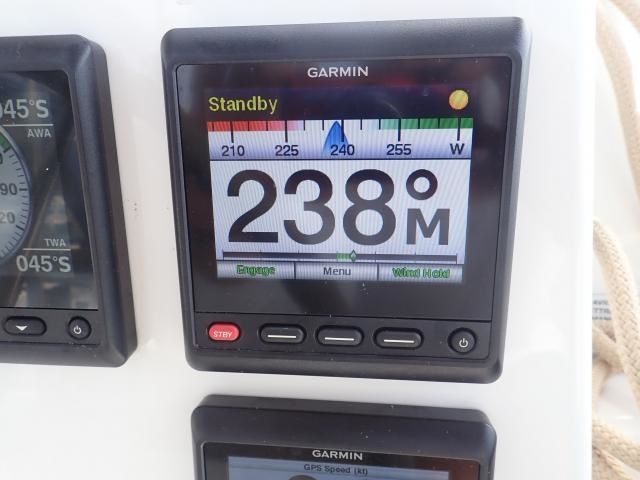 GARMIN
Standby
210 225 240 255 W
238°M
Engage Menu Wind Hold
STBY
045°S
AWA
90
20
TWA
045°S
GARMIN
GPS Speed (kt)